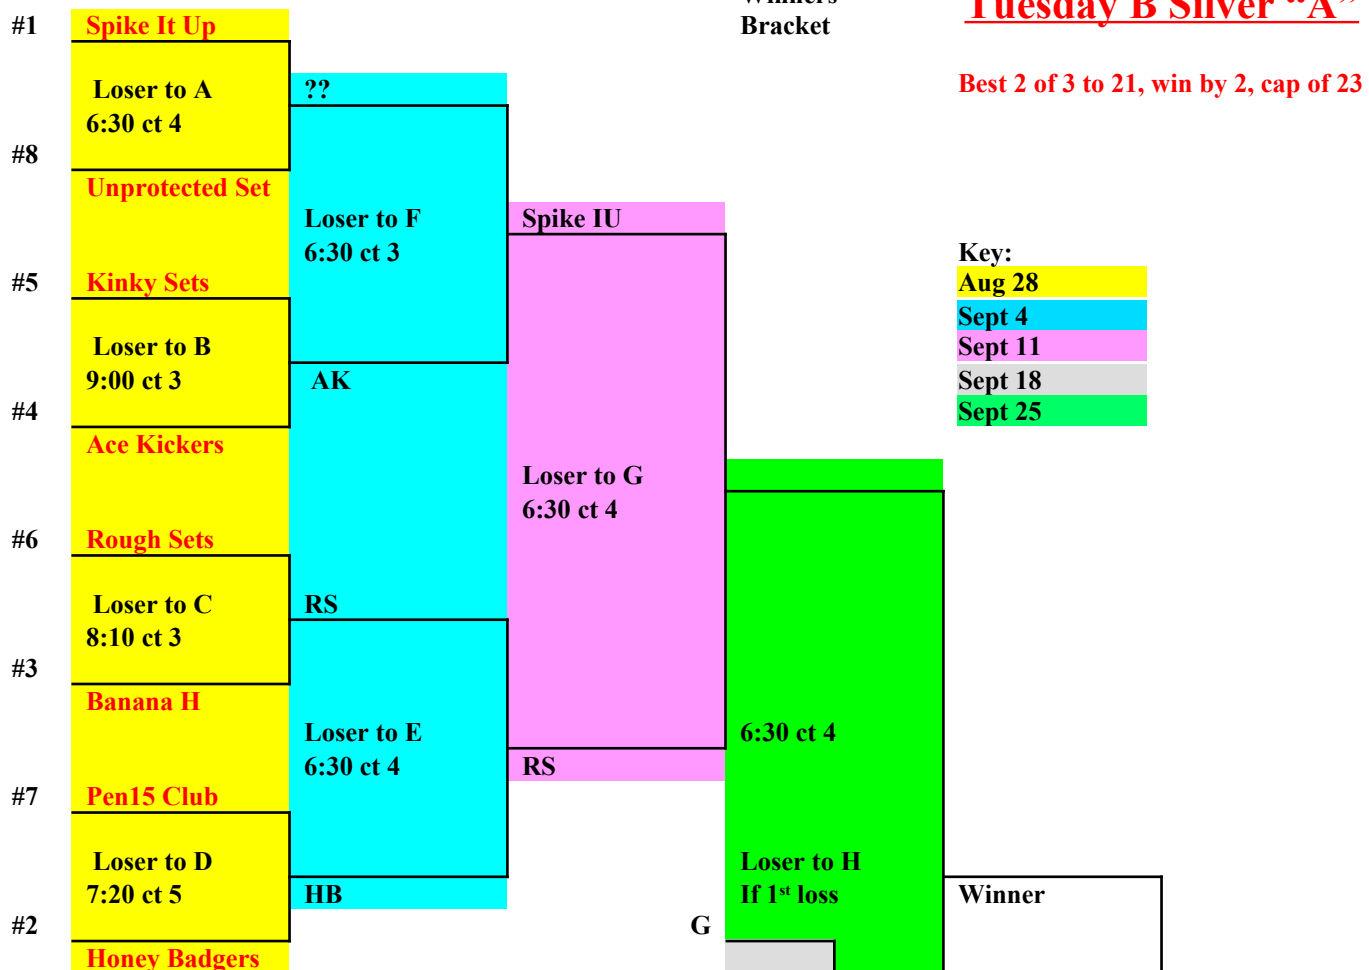 Winners
Bracket
Tuesday B Silver “A”
Best 2 of 3 to 21, win by 2, cap of 23
#1
Spike It Up
Loser to A
6:30 ct 4
#8
Unprotected Set
#5
Kinky Sets
Loser to B
9:00 ct 3
#4
Ace Kickers
#6
Rough Sets
Loser to C
8:10 ct 3
#3
Banana H
#7
Pen15 Club
Loser to D
7:20 ct 5
#2
Honey Badgers
??
Loser to F
6:30 ct 3
AK
RS
Loser to E
6:30 ct 4
HB
Spike IU
Loser to G
6:30 ct 4
RS
6:30 ct 4
Loser to H
If 1st loss
G
Winner
Key:
Aug 28
Sept 4
Sept 11
Sept 18
Sept 25